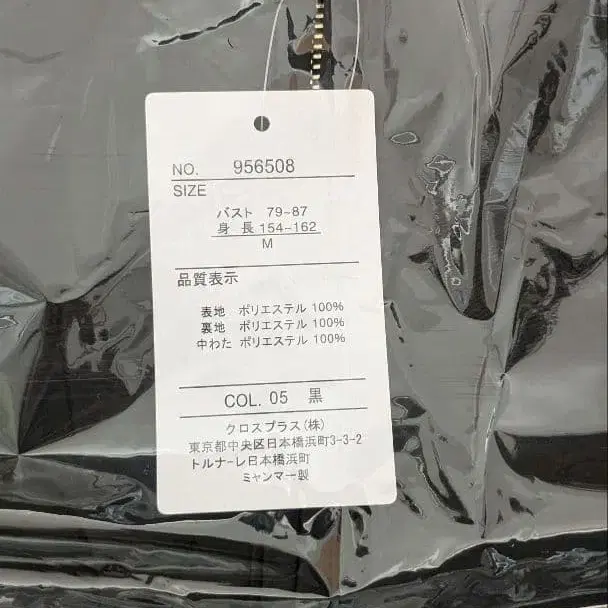 NO. 956508
SIZE
バスト 79-87
身 長 154-162
M
品質表示
表地 ポリエステル 100%
裏地 ポリエステル 100%
中わた ポリエステル 100%
COL. 05 黒
クロスプラス(株)
東京都中央区日本橋浜町3-3-2
トルナーレ日本橋浜町
ミャンマー製